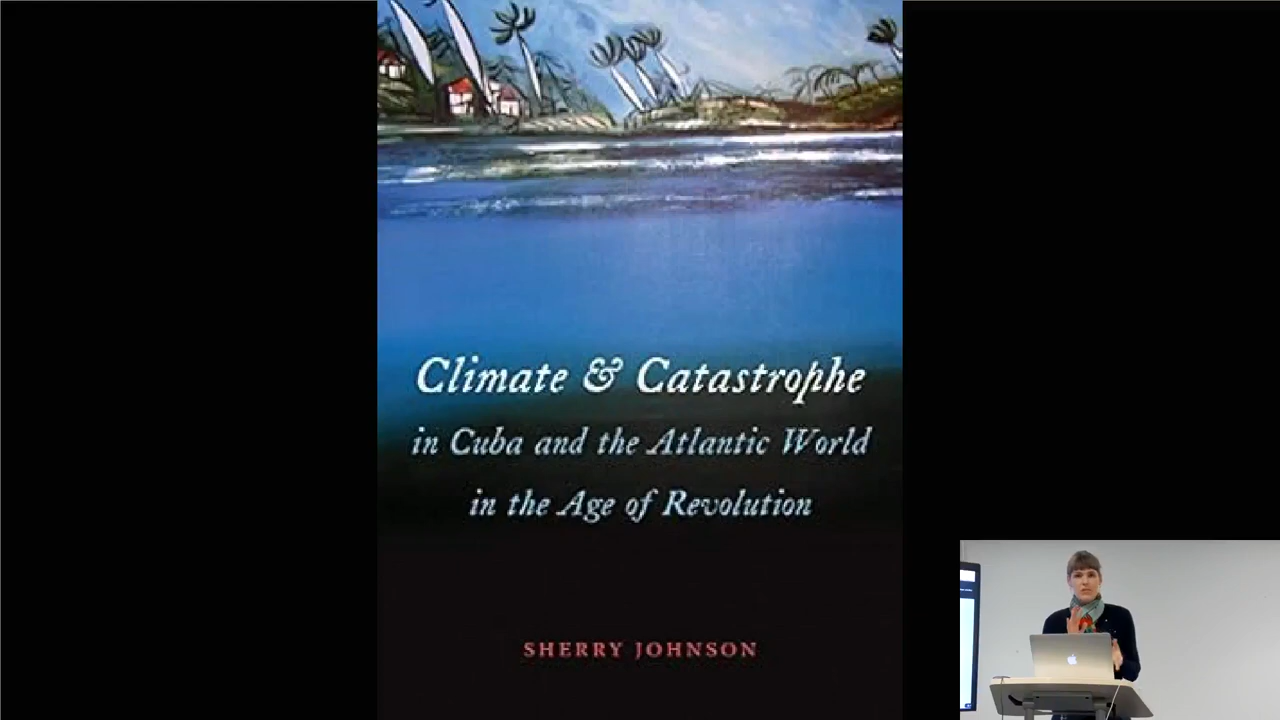 Climate & Catastrophe
in Cuba and the Atlantic World
in the Age of Revolution
SHERRY JOHNSON